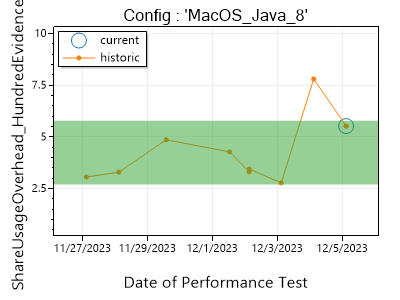 Config : 'MacOS_Java_8'
ShareUsageOverhead_HundredEvidence
10
7.5
5
2.5
current
historic
11/27/2023
11/29/2023
12/1/2023
12/3/2023
12/5/2023
Date of Performance Test